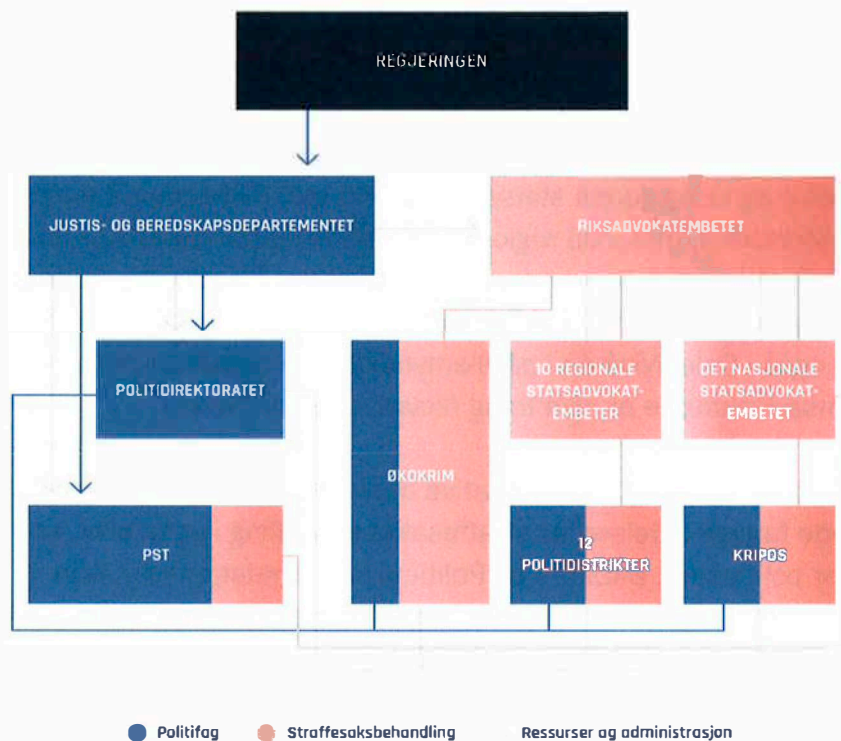 REGJERINGEN
JUSTIS- OG BEREDSKAPSDEPARTEMENTET
RIKSADVOKATEMBETET
POLITIDIREKTORATET
10 REGIONALE
STATSADVOKAT-
EMBETER
DET NASJONALE
STATSADVOKAT-
EMBETET
ØKOKRIM
PST
12
POLITIDISTRIKTER
KRIPOS
Politifag
Straffesaksbehandling
Ressurser og administrasjon